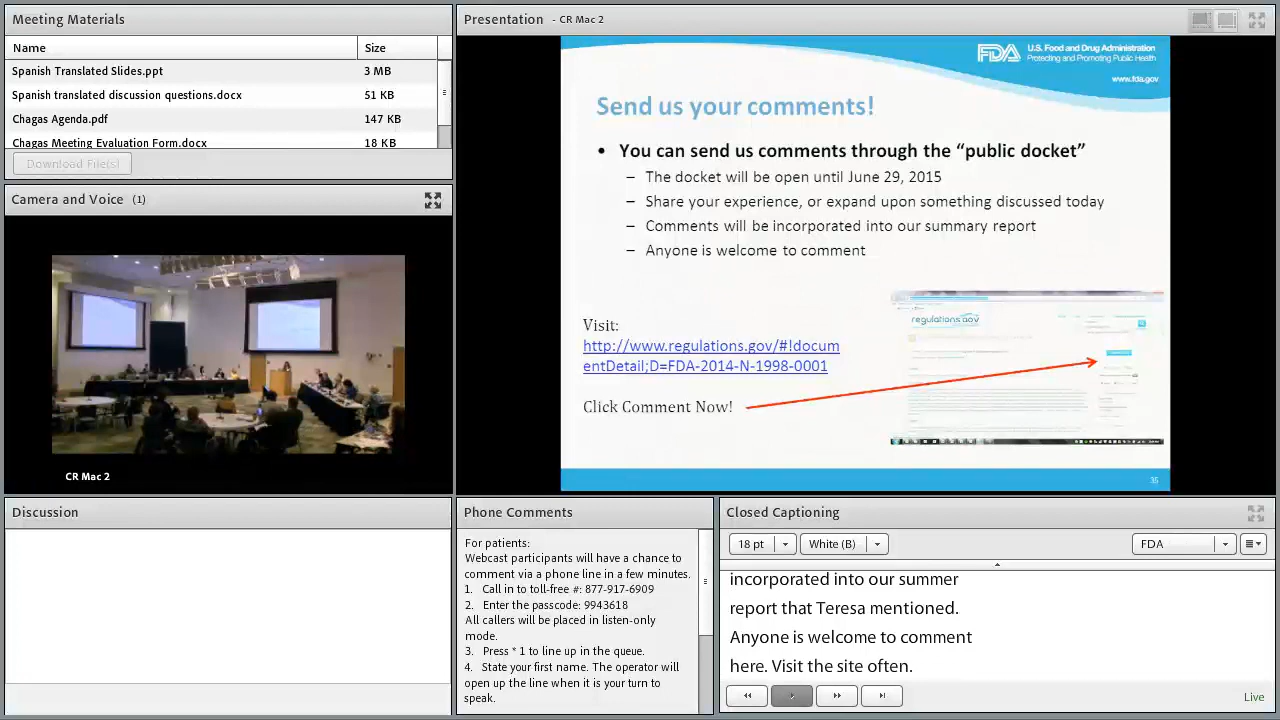 Meeting Materials
Name Size
Spanish Translated Slides.ppt 3 MB
Spanish translated discussion questions.docx 51 KB
Chagas Agenda.pdf 147 KB
Chagas Meeting Evaluation Form.docx 18 KB
Download File(s)
Camera and Voice (1)
CR Mac 2
Presentation - CR Mac 2
FDA U.S. Food and Drug Administration
Protecting and Promoting Public Health
www.fda.gov
Send us your comments!
• You can send us comments through the “public docket”
– The docket will be open until June 29, 2015
– Share your experience, or expand upon something discussed today
– Comments will be incorporated into our summary report
– Anyone is welcome to comment
Visit:
http://www.regulations.gov/#!docum
entDetail;D=FDA-2014-N-1998-0001
Click Comment Now!
regulations.gov
35
Discussion
Phone Comments
For patients:
Webcast participants will have a chance to
comment via a phone line in a few minutes.
1. Call in to toll-free #: 877-917-6909
2. Enter the passcode: 9943618
All callers will be placed in listen-only
mode.
3. Press * 1 to line up in the queue.
4. State your first name. The operator will
open up the line when it is your turn to
speak.
Closed Captioning
18 pt White (B) FDA
incorporated into our summer
report that Teresa mentioned.
Anyone is welcome to comment
here. Visit the site often.
Live